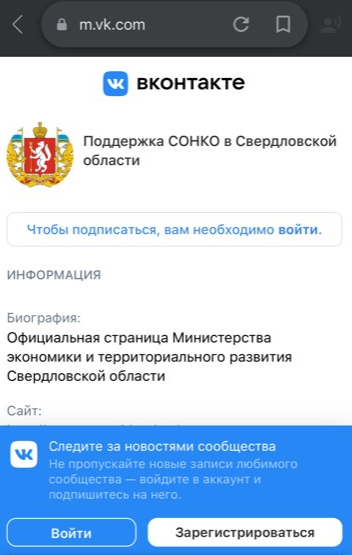 m.vk.com
вконтакте
Поддержка СОНКО в Свердловской
области
Чтобы подписаться, вам необходимо войти.
ИНФОРМАЦИЯ
Биография:
Официальная страница Министерства
экономики и территориального развития
Свердловской области
Сайт:
Следите за новостями сообщества
Не пропускайте новые записи любимого
сообщества — войдите в аккаунт и
подпишитесь на него.
Войти
Зарегистрироваться